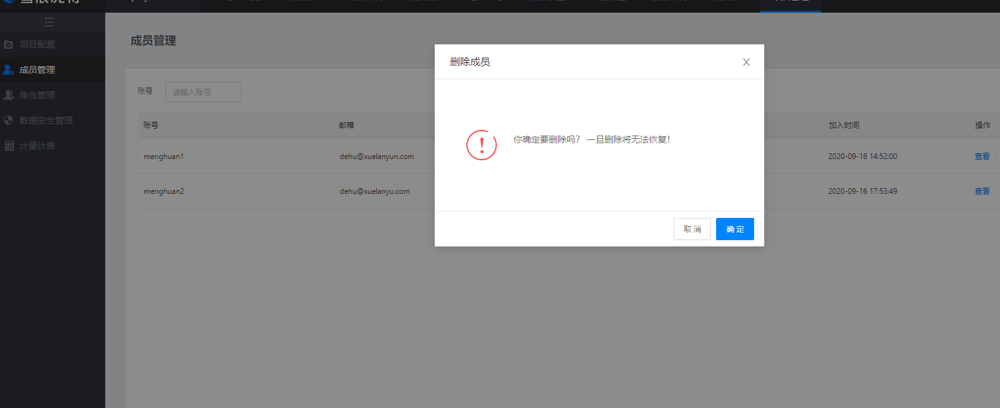 项目配置
成员管理
角色管理
数据安全管理
计量计费
成员管理
账号 请输入账号
账号 邮箱 加入时间 操作
menghuan1 dehu@xuelanyun.com 2020-09-16 14:52:00 查看
menghuan2 dehu@xuelanyu.com 2020-09-16 17:53:49 查看
删除成员
你确定要删除吗? 一旦删除将无法恢复!
取消 确定